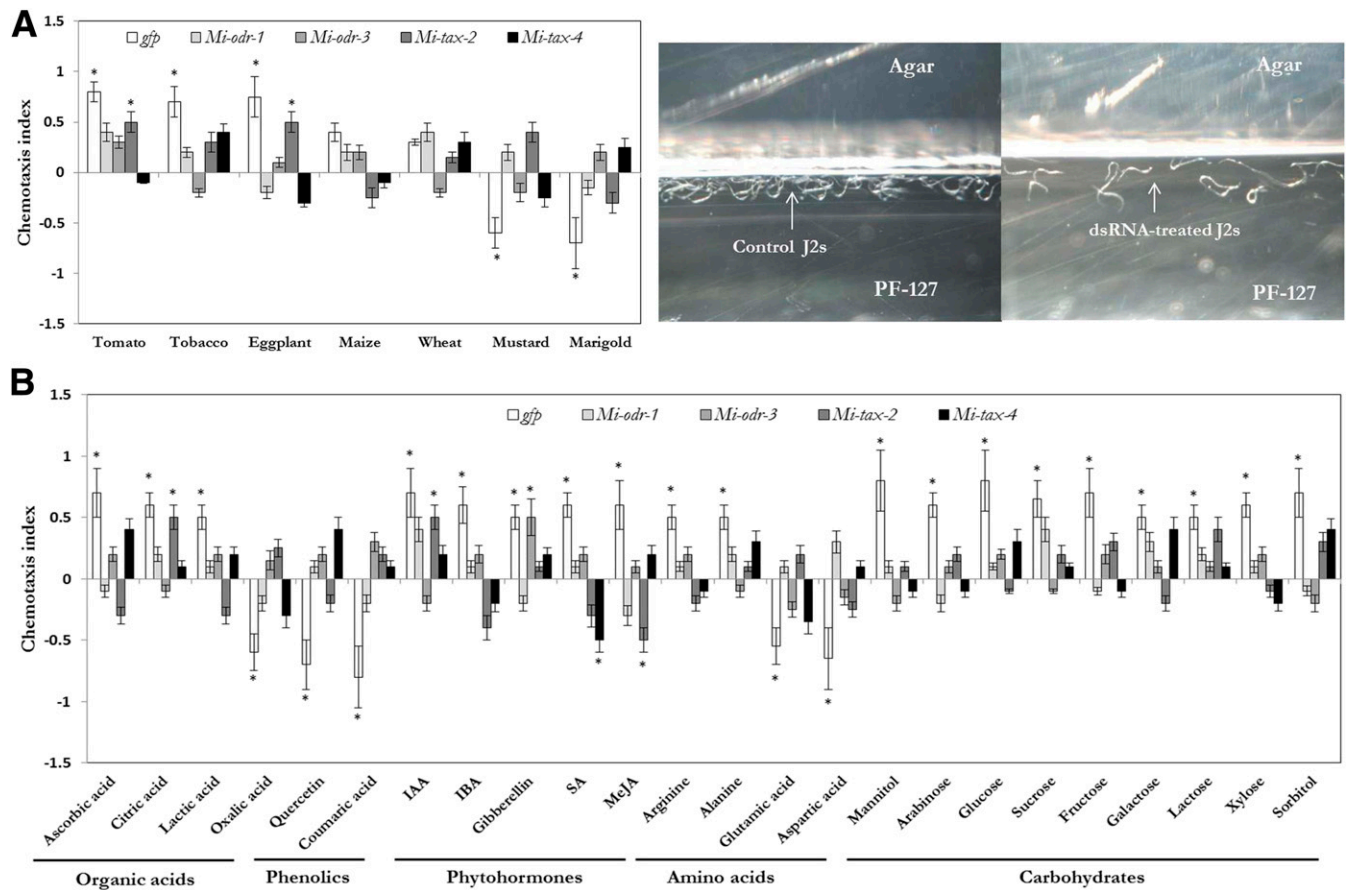 A
1.5
1
0.5
0
-0.5
-1
-1.5
Chemotaxis index
gfp Mi-odr-1 Mi-odr-3 Mi-tax-2 Mi-tax-4
* * * * * * *
Tomato Tobacco Eggplant Maize Wheat Mustard Marigold
Agar
Control J2s
PF-127
Agar
dsRNA-treated J2s
PF-127
B
1.5
1
0.5
0
-0.5
-1
-1.5
Chemotaxis index
gfp Mi-odr-1 Mi-odr-3 Mi-tax-2 Mi-tax-4
* * * * * * * * * * * * * * * * * * * * * * * * * * * * *
Ascorbic acid
Citric acid
Lactic acid
Oxalic acid
Quercetin
Coumaric acid
IAA
IBA
Gibberellin
SA
MeJA
Arginine
Alanine
Glutamic acid
Aspartic acid
Mannitol
Arabinose
Glucose
Sucrose
Fructose
Galactose
Lactose
Xylose
Sorbitol
Organic acids
Phenolics
Phytohormones
Amino acids
Carbohydrates